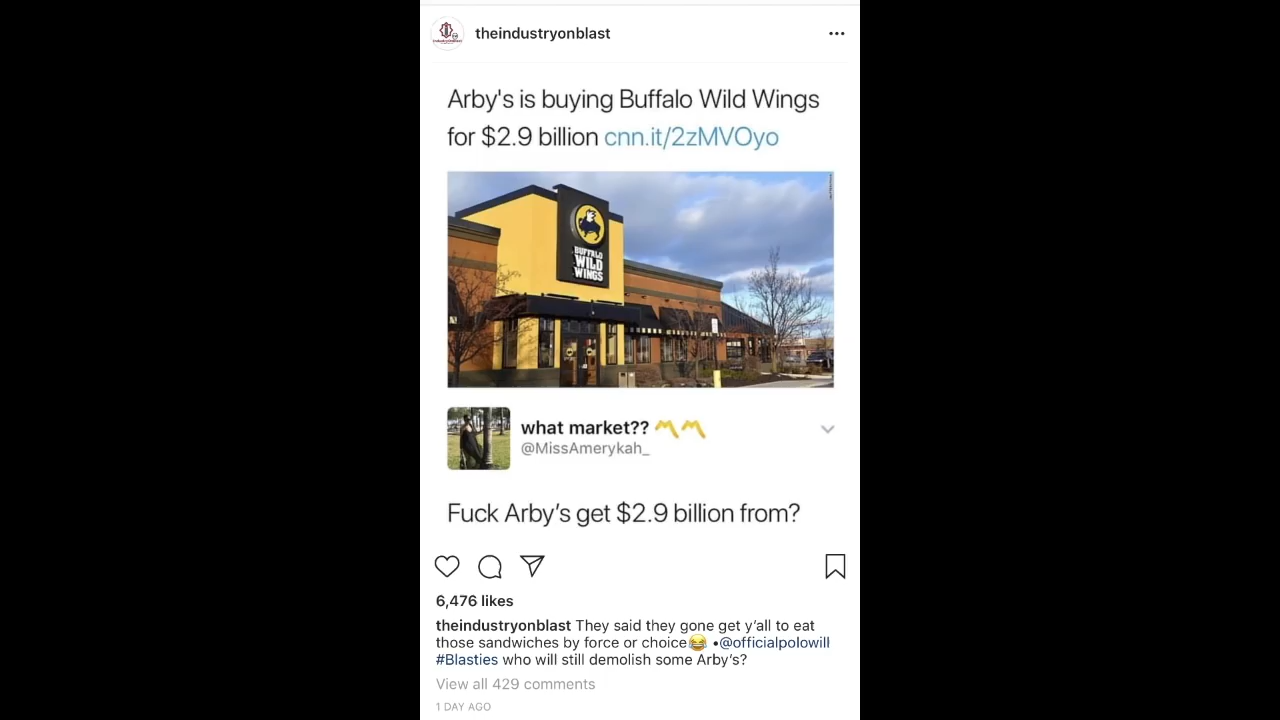 theindustryonblast
Arby's is buying Buffalo Wild Wings
for $2.9 billion cnn.it/2zMVOyo
BUFFALO
WILD
WINGS
what market??
@MissAmerykah_
Fuck Arby's get $2.9 billion from?
6,476 likes
theindustryonblast They said they gone get y'all to eat
those sandwiches by force or choice😂 •@officialpolowill
#Blasties who will still demolish some Arby's?
View all 429 comments
1 DAY AGO